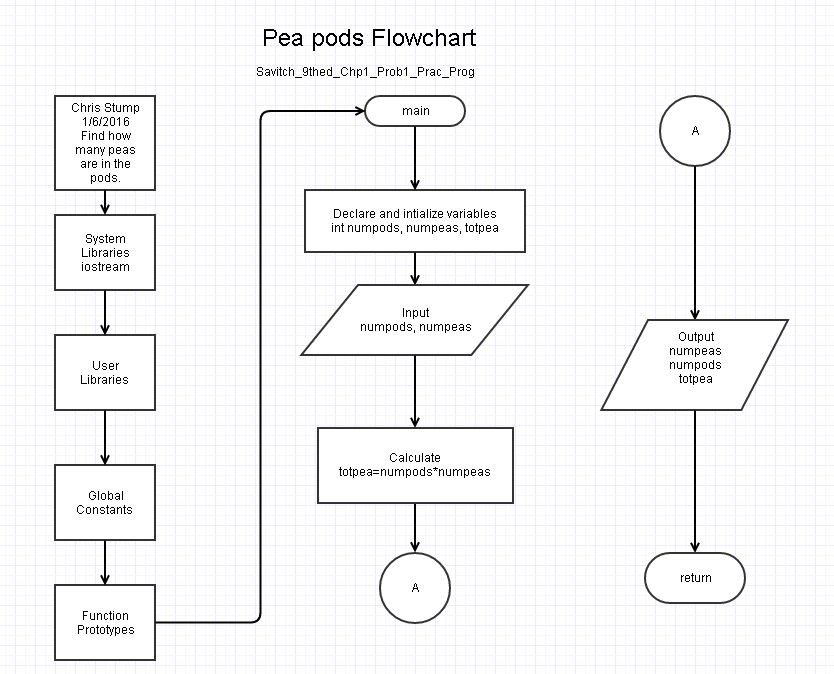 Pea pods Flowchart
Savitch_9thed_Chp1_Prob1_Prac_Prog
Chris Stump
1/6/2016
Find how
many peas
are in the
pods.
System
Libraries
iostream
User
Libraries
Global
Constants
Function
Prototypes
main
Declare and intialize variables
int numpods, numpeas, totpea
Input
numpods, numpeas
Calculate
totpea=numpods*numpeas
A
A
Output
numpeas
numpods
totpea
return